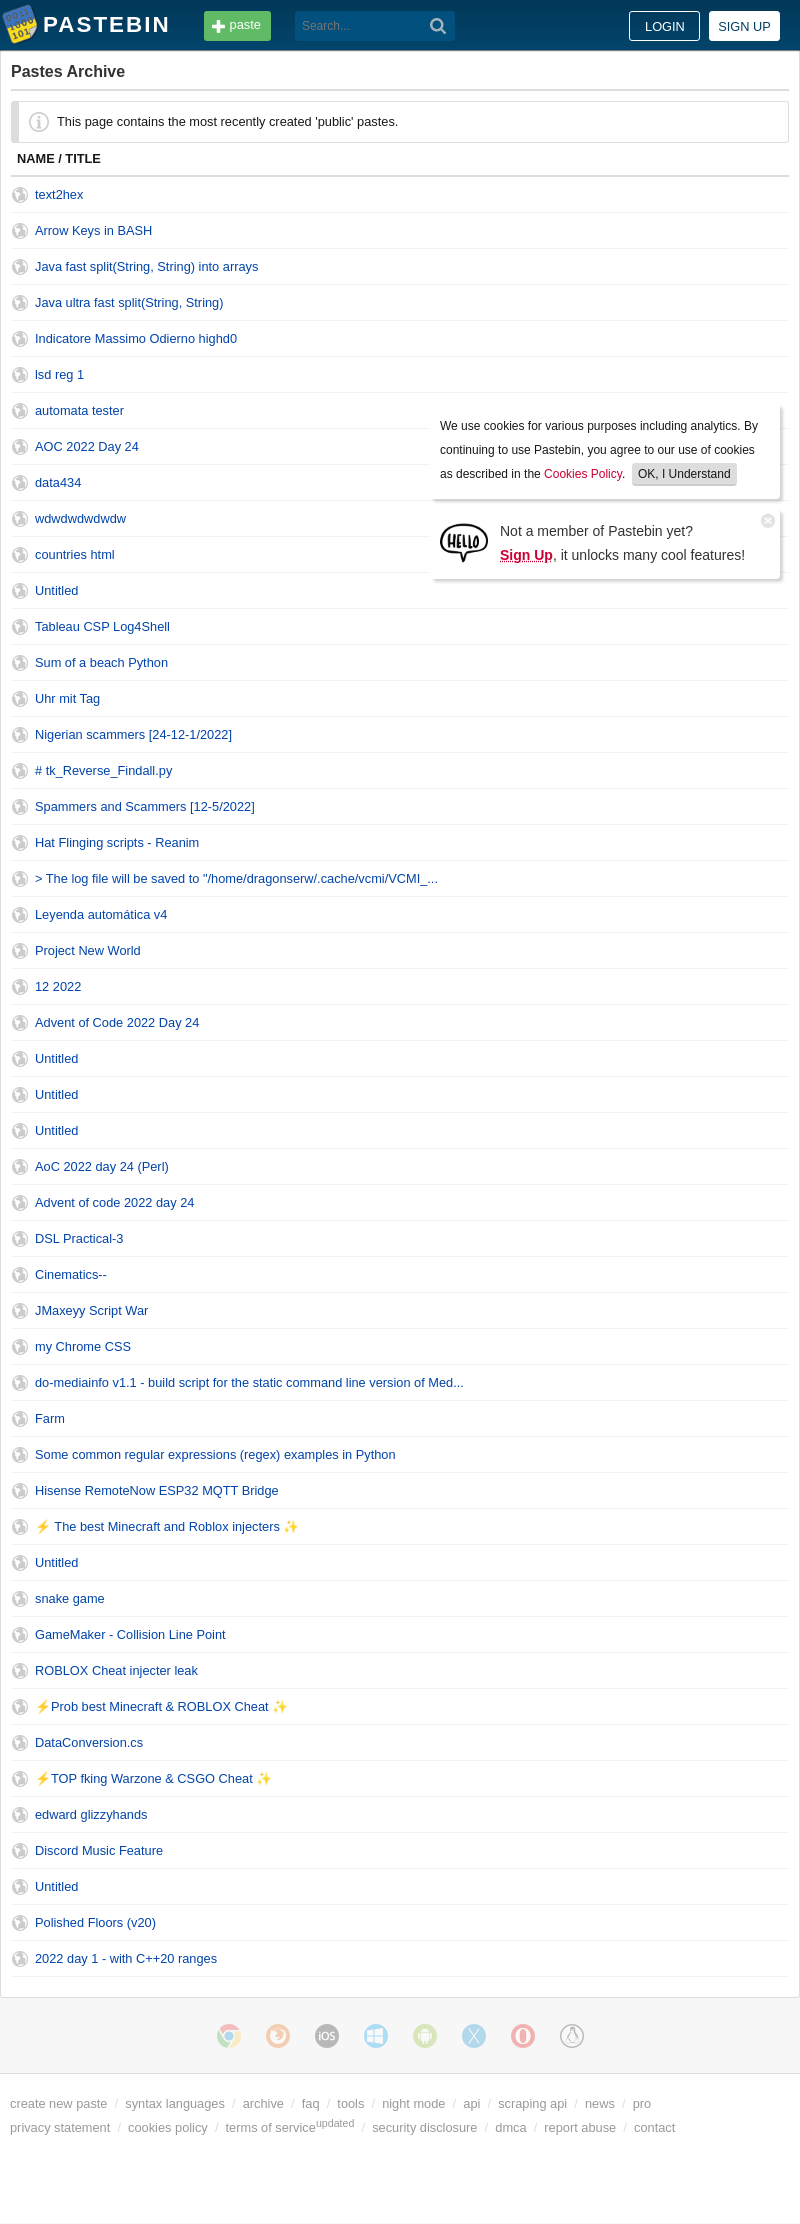 PASTEBIN
paste
Search...
LOGIN
SIGN UP
Pastes Archive
This page contains the most recently created 'public' pastes.
NAME / TITLE
text2hex
Arrow Keys in BASH
Java fast split(String, String) into arrays
Java ultra fast split(String, String)
Indicatore Massimo Odierno highd0
lsd reg 1
automata tester
AOC 2022 Day 24
data434
wdwdwdwdwdw
countries html
Untitled
Tableau CSP Log4Shell
Sum of a beach Python
Uhr mit Tag
Nigerian scammers [24-12-1/2022]
# tk_Reverse_Findall.py
Spammers and Scammers [12-5/2022]
Hat Flinging scripts - Reanim
> The log file will be saved to "/home/dragonserw/.cache/vcmi/VCMI_...
Leyenda automática v4
Project New World
12 2022
Advent of Code 2022 Day 24
Untitled
Untitled
Untitled
AoC 2022 day 24 (Perl)
Advent of code 2022 day 24
DSL Practical-3
Cinematics--
JMaxeyy Script War
my Chrome CSS
do-mediainfo v1.1 - build script for the static command line version of Med...
Farm
Some common regular expressions (regex) examples in Python
Hisense RemoteNow ESP32 MQTT Bridge
⚡ The best Minecraft and Roblox injecters ✨
Untitled
snake game
GameMaker - Collision Line Point
ROBLOX Cheat injecter leak
⚡Prob best Minecraft & ROBLOX Cheat ✨
DataConversion.cs
⚡TOP fking Warzone & CSGO Cheat ✨
edward glizzyhands
Discord Music Feature
Untitled
Polished Floors (v20)
2022 day 1 - with C++20 ranges
We use cookies for various purposes including analytics. By
continuing to use Pastebin, you agree to our use of cookies
as described in the Cookies Policy. OK, I Understand
HELLO
Not a member of Pastebin yet?
Sign Up, it unlocks many cool features!
iOS
create new paste / syntax languages / archive / faq / tools / night mode / api / scraping api / news / pro
privacy statement / cookies policy / terms of service updated / security disclosure / dmca / report abuse / contact